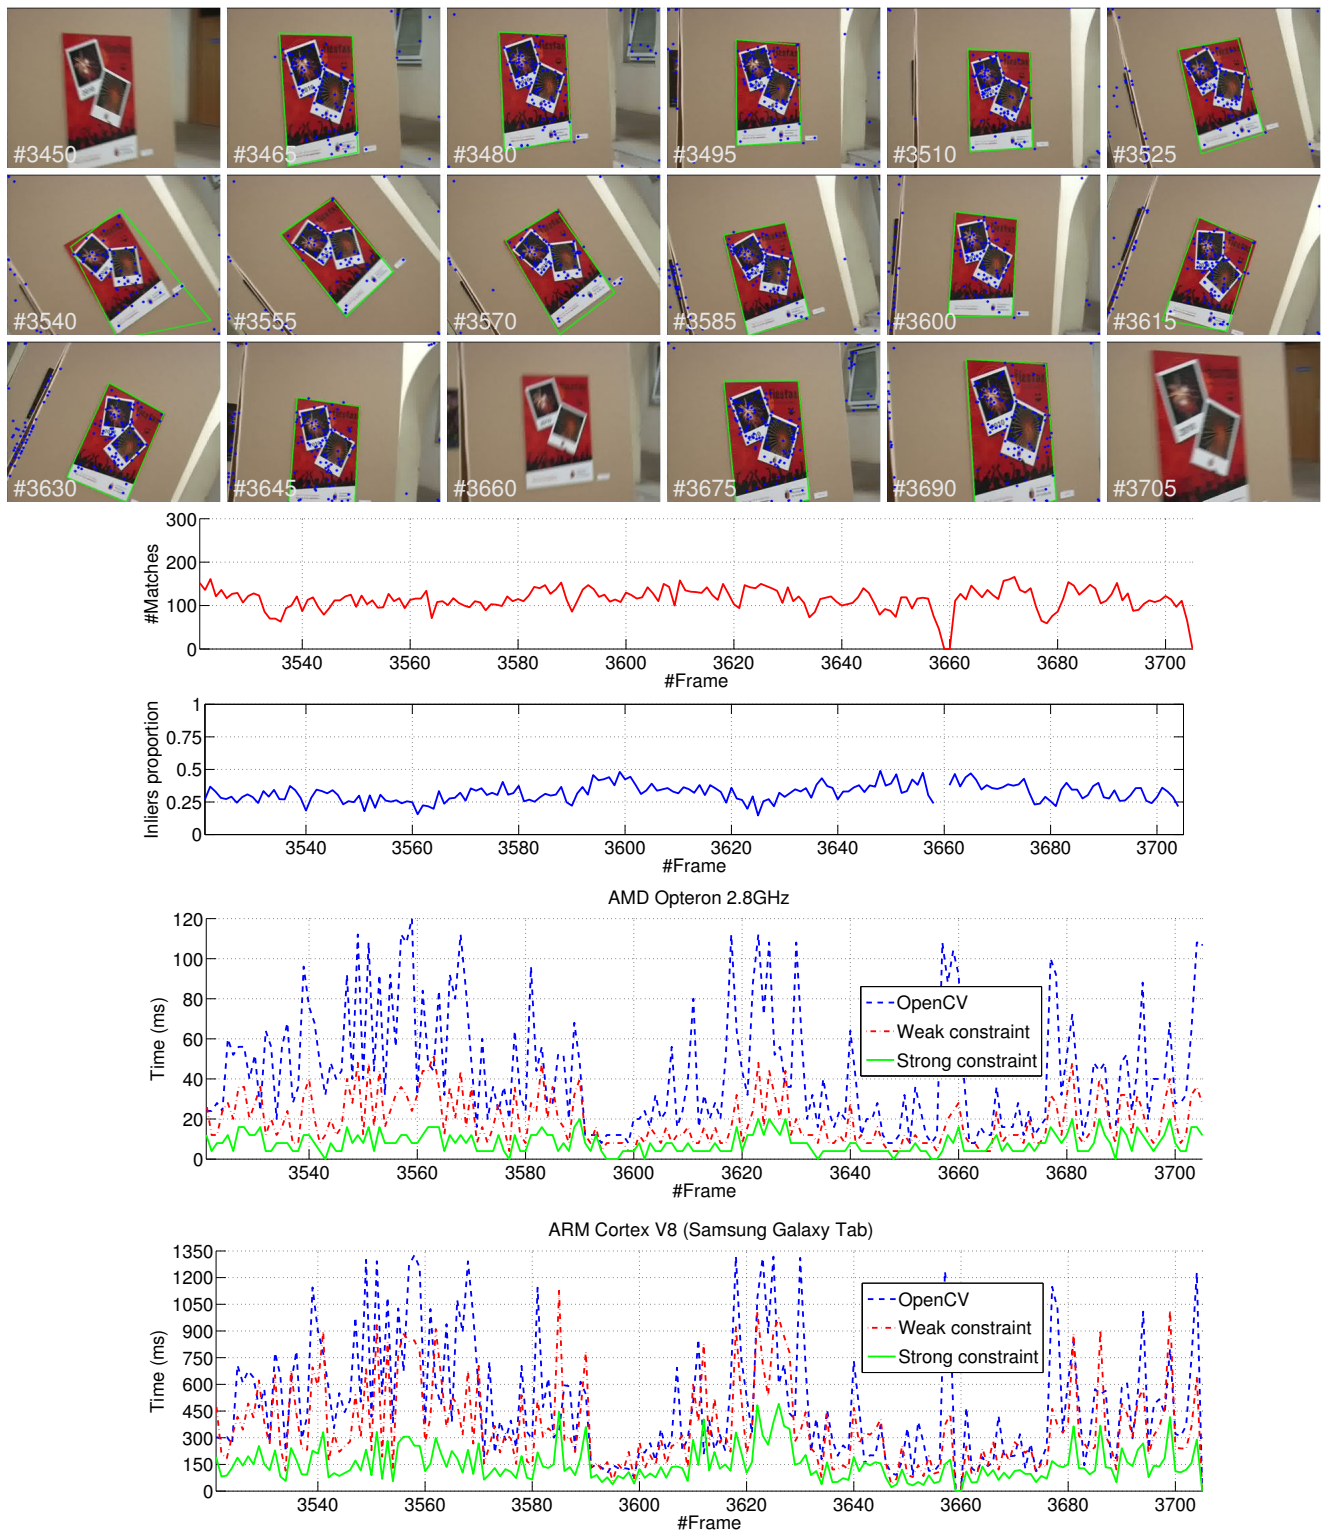 #3450 #3465 #3480 #3495 #3510 #3525
#3540 #3555 #3570 #3585 #3600 #3615
#3630 #3645 #3660 #3675 #3690 #3705
300
200
100
0
#Matches
3540 3560 3580 3600 3620 3640 3660 3680 3700
#Frame
1
0.75
0.5
0.25
0
Inliers proportion
3540 3560 3580 3600 3620 3640 3660 3680 3700
#Frame
AMD Opteron 2.8GHz
120
100
80
60
40
20
0
Time (ms)
OpenCV
Weak constraint
Strong constraint
3540 3560 3580 3600 3620 3640 3660 3680 3700
#Frame
ARM Cortex V8 (Samsung Galaxy Tab)
1350
1200
1050
900
750
600
450
300
150
0
Time (ms)
OpenCV
Weak constraint
Strong constraint
3540 3560 3580 3600 3620 3640 3660 3680 3700
#Frame